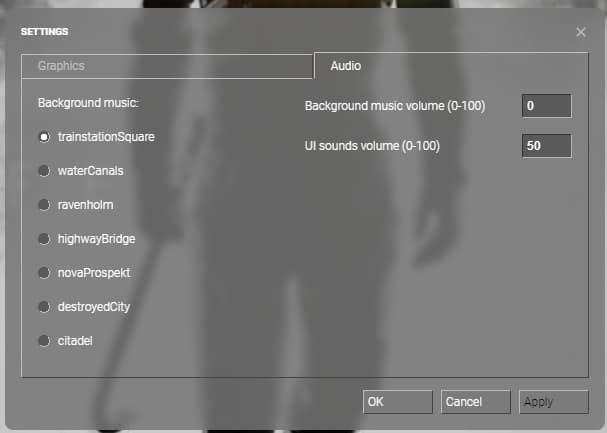 SETTINGS
Graphics
Audio
Background music:
trainstationSquare
waterCanals
ravenholm
highwayBridge
novaProspekt
destroyedCity
citadel
Background music volume (0-100)
0
UI sounds volume (0-100)
50
OK
Cancel
Apply